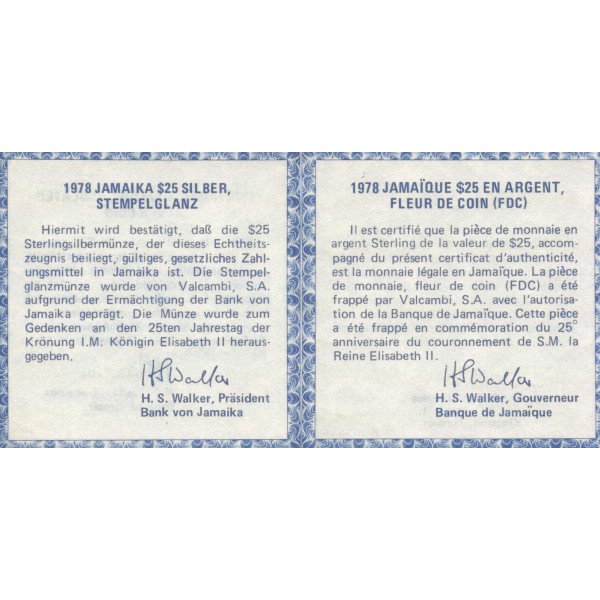 1978 JAMAIKA $25 SILBER,
STEMPELGLANZ
Hiermit wird bestätigt, daß die $25
Sterlingsilbermünze, der dieses Echtheits-
zeugnis beiliegt, gültiges, gesetzliches Zah-
lungsmittel in Jamaika ist. Die Stempel-
glanzmünze wurde von Valcambi, S.A.
aufgrund der Ermächtigung der Bank von
Jamaika geprägt. Die Münze wurde zum
Gedenken an den 25ten Jahrestag der
Krönung I.M. Königin Elisabeth II heraus-
gegeben.
HSWalker
H. S. Walker, Präsident
Bank von Jamaika
1978 JAMAÏQUE $25 EN ARGENT,
FLEUR DE COIN (FDC)
Il est certifié que la pièce de monnaie en
argent Sterling de la valeur de $25, accom-
pagné du présent certificat d'authenticité,
est la monnaie légale en Jamaïque. La pièce
de monnaie, fleur de coin (FDC) a été
frappé par Valcambi, S.A. avec l'autorisa-
tion de la Banque de Jamaïque. Cette pièce
a été frappé en commémoration du 25°
anniversaire du couronnement de S.M. la
Reine Elisabeth II.
HSWalker
H. S. Walker, Gouverneur
Banque de Jamaïque